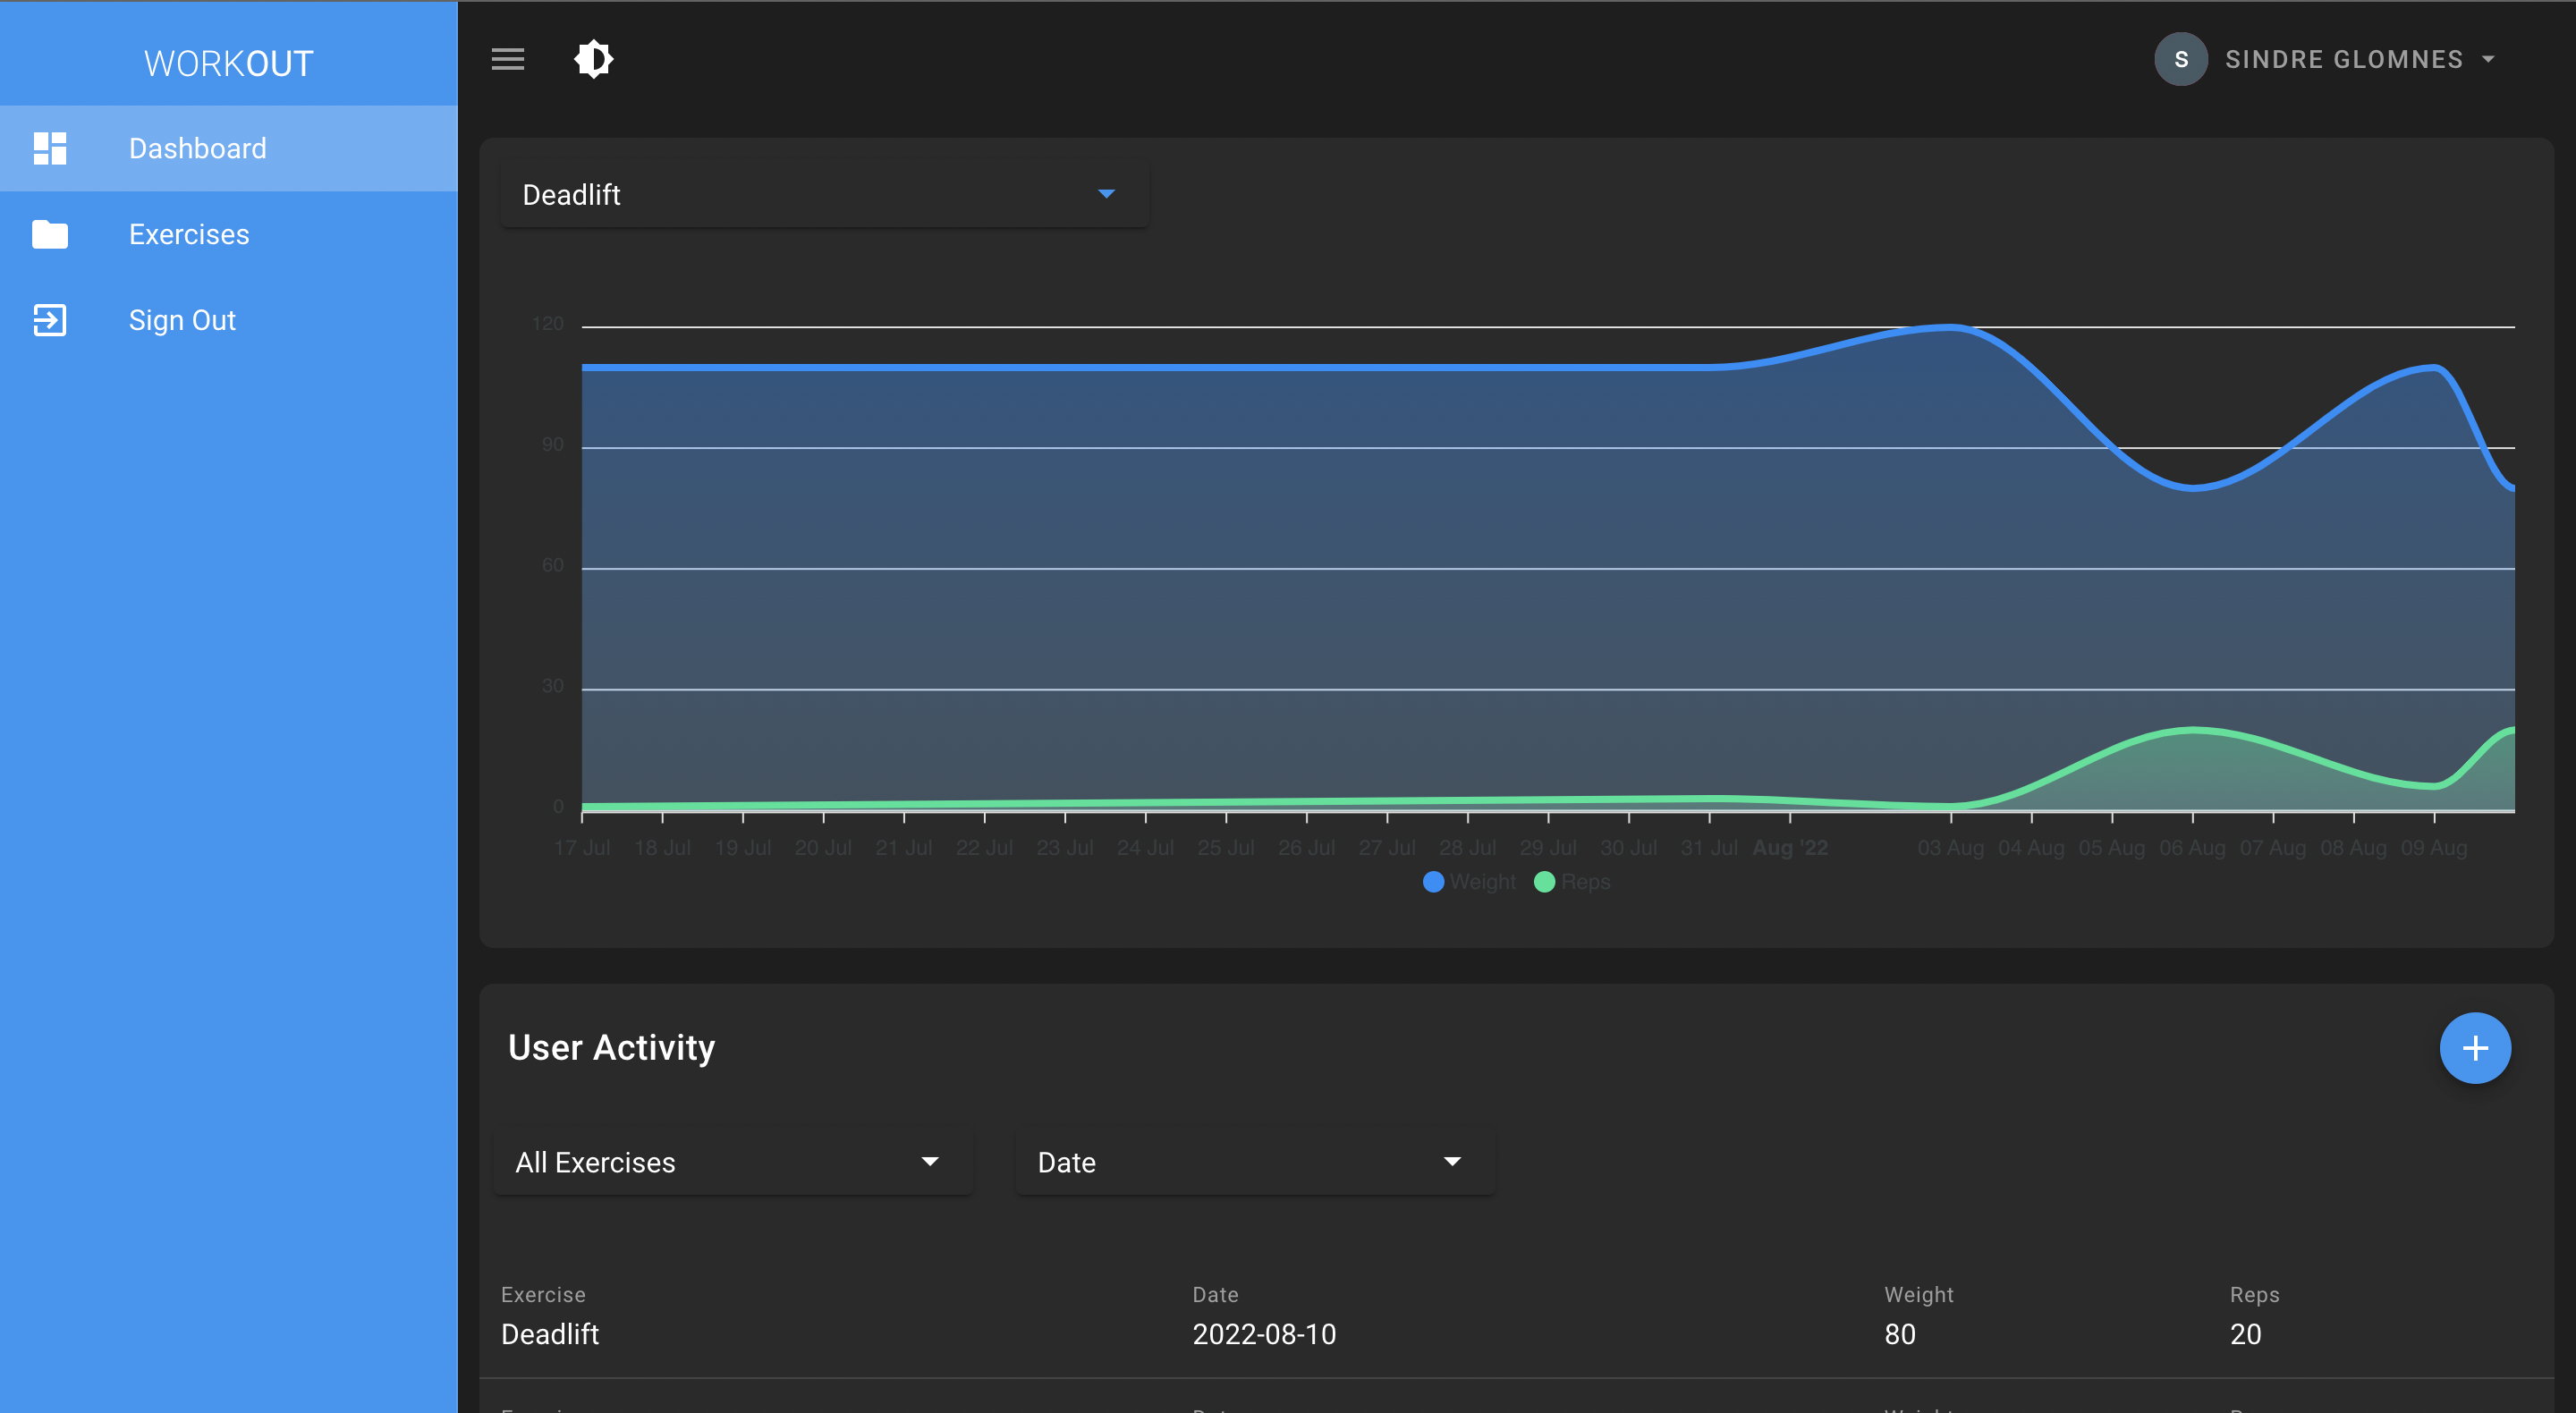 WORKOUT
S SINDRE GLOMNES
Dashboard
Exercises
Sign Out
Deadlift
120
90
60
30
0
17 Jul 18 Jul 19 Jul 20 Jul 21 Jul 22 Jul 23 Jul 24 Jul 25 Jul 26 Jul 27 Jul 28 Jul 29 Jul 30 Jul 31 Jul Aug '22 03 Aug 04 Aug 05 Aug 06 Aug 07 Aug 08 Aug 09 Aug
Weight Reps
User Activity
All Exercises Date
Exercise Date Weight Reps
Deadlift 2022-08-10 80 20